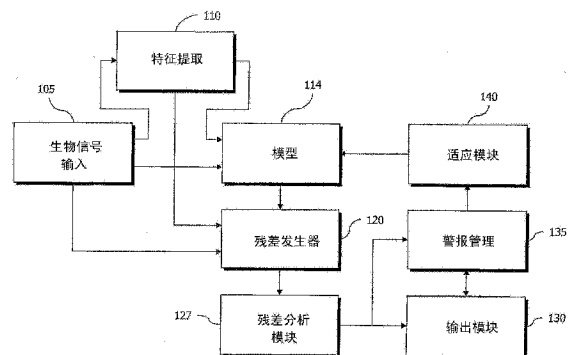 110
特征提取
105
生物信号
输入
114
模型
140
适应模块
残差发生器
120
警报管理
135
127
残差分析
模块
输出模块
130